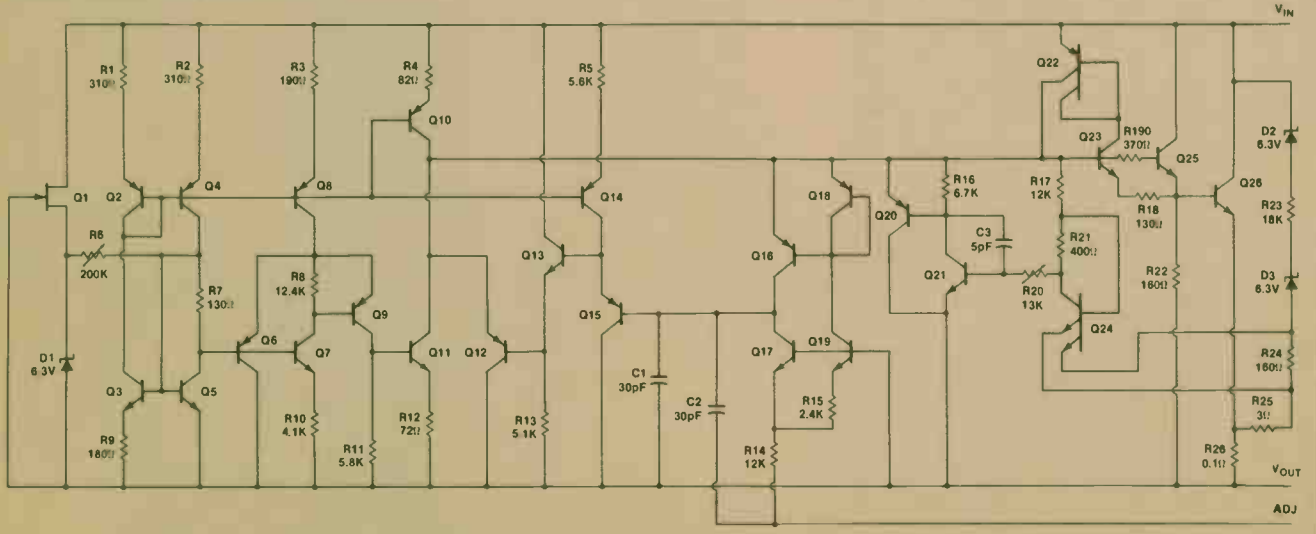 V_IN
R1
310Ω
R2
310Ω
R3
190Ω
R4
82Ω
R5
5.6K
Q22
Q10
D2
6.3V
Q23
R190
370Ω
Q25
Q1
Q2
Q4
Q8
Q14
Q18
R16
6.7K
R17
12K
Q26
Q20
R18
130Ω
R23
18K
R6
200K
Q13
Q16
C3
5pF
R21
400Ω
R8
12.4K
Q21
R22
160Ω
D3
6.3V
R7
130Ω
Q9
Q15
R20
13K
Q24
D1
6.3V
Q6
Q7
Q11
Q12
Q17
Q19
R24
160Ω
Q3
Q5
C1
30pF
C2
30pF
R15
2.4K
R25
3Ω
R9
180Ω
R10
4.1K
R11
5.8K
R12
72Ω
R13
5.1K
R14
12K
R26
0.1Ω
V_OUT
ADJ